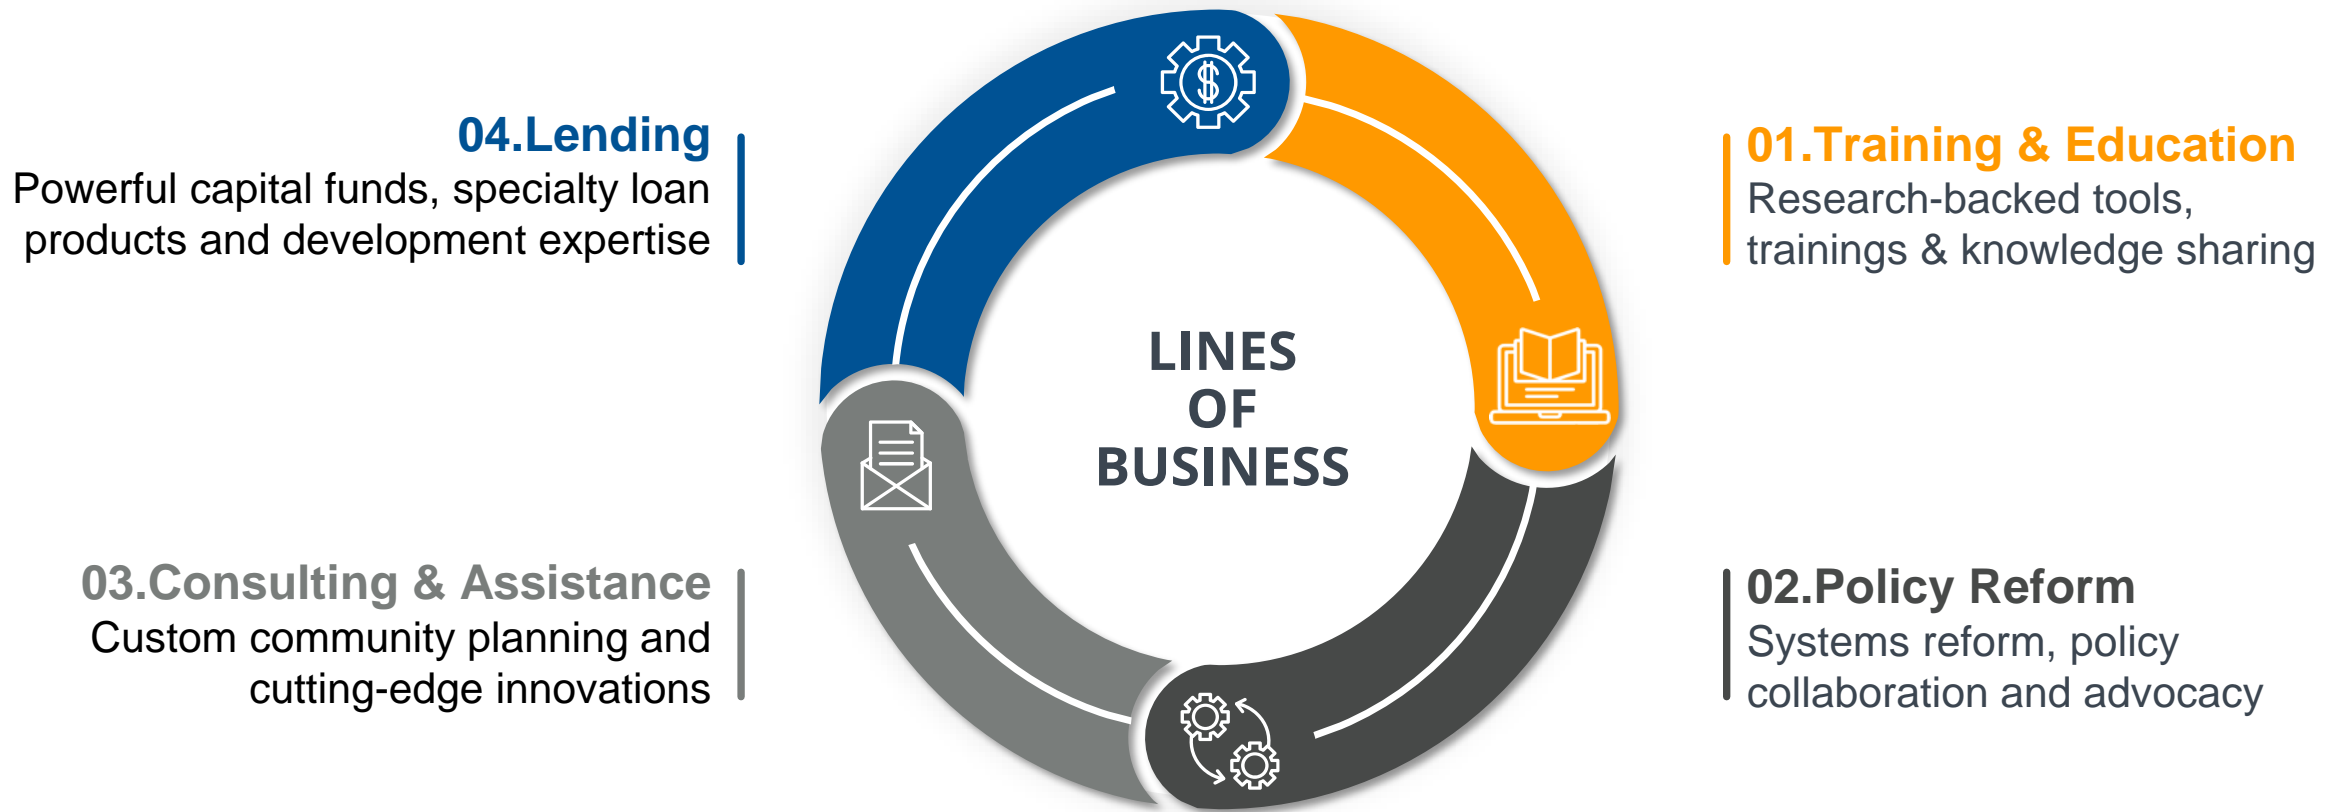 04.Lending
Powerful capital funds, specialty loan
products and development expertise
01.Training & Education
Research-backed tools,
trainings & knowledge sharing
LINES
OF
BUSINESS
03.Consulting & Assistance
Custom community planning and
cutting-edge innovations
02.Policy Reform
Systems reform, policy
collaboration and advocacy
$